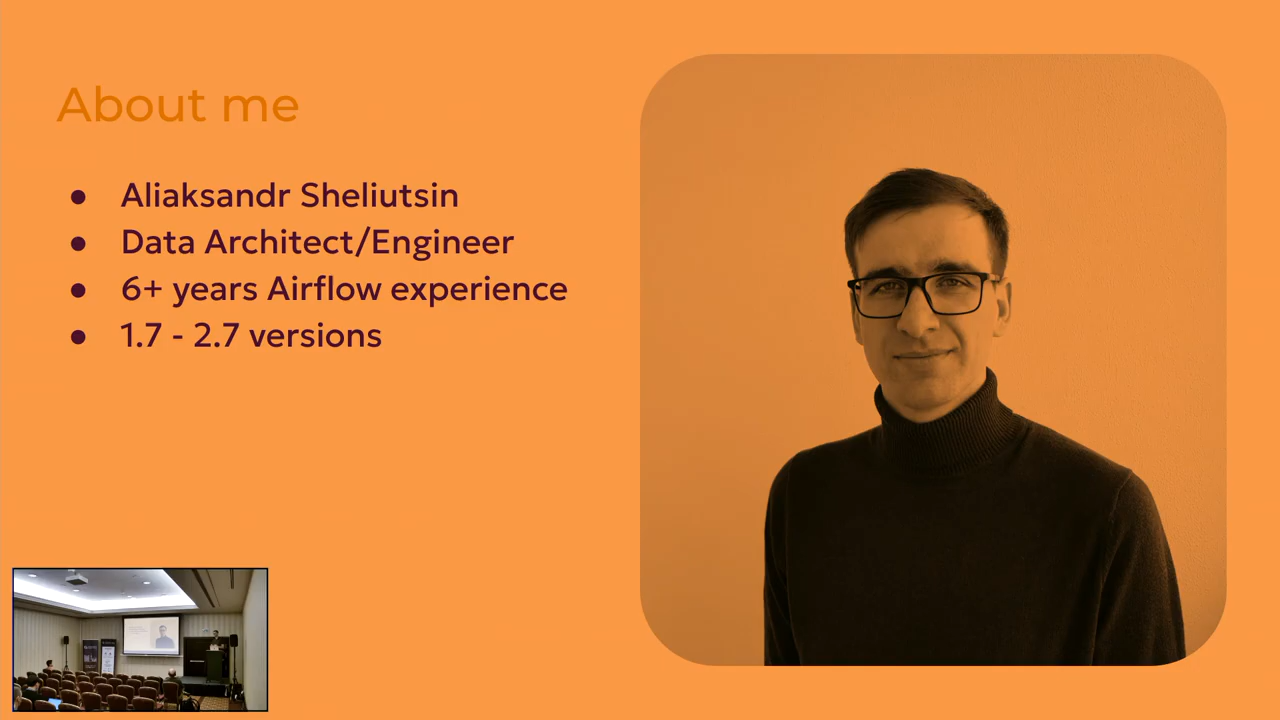 About me
● Aliaksandr Sheliutsin
● Data Architect/Engineer
● 6+ years Airflow experience
● 1.7 - 2.7 versions